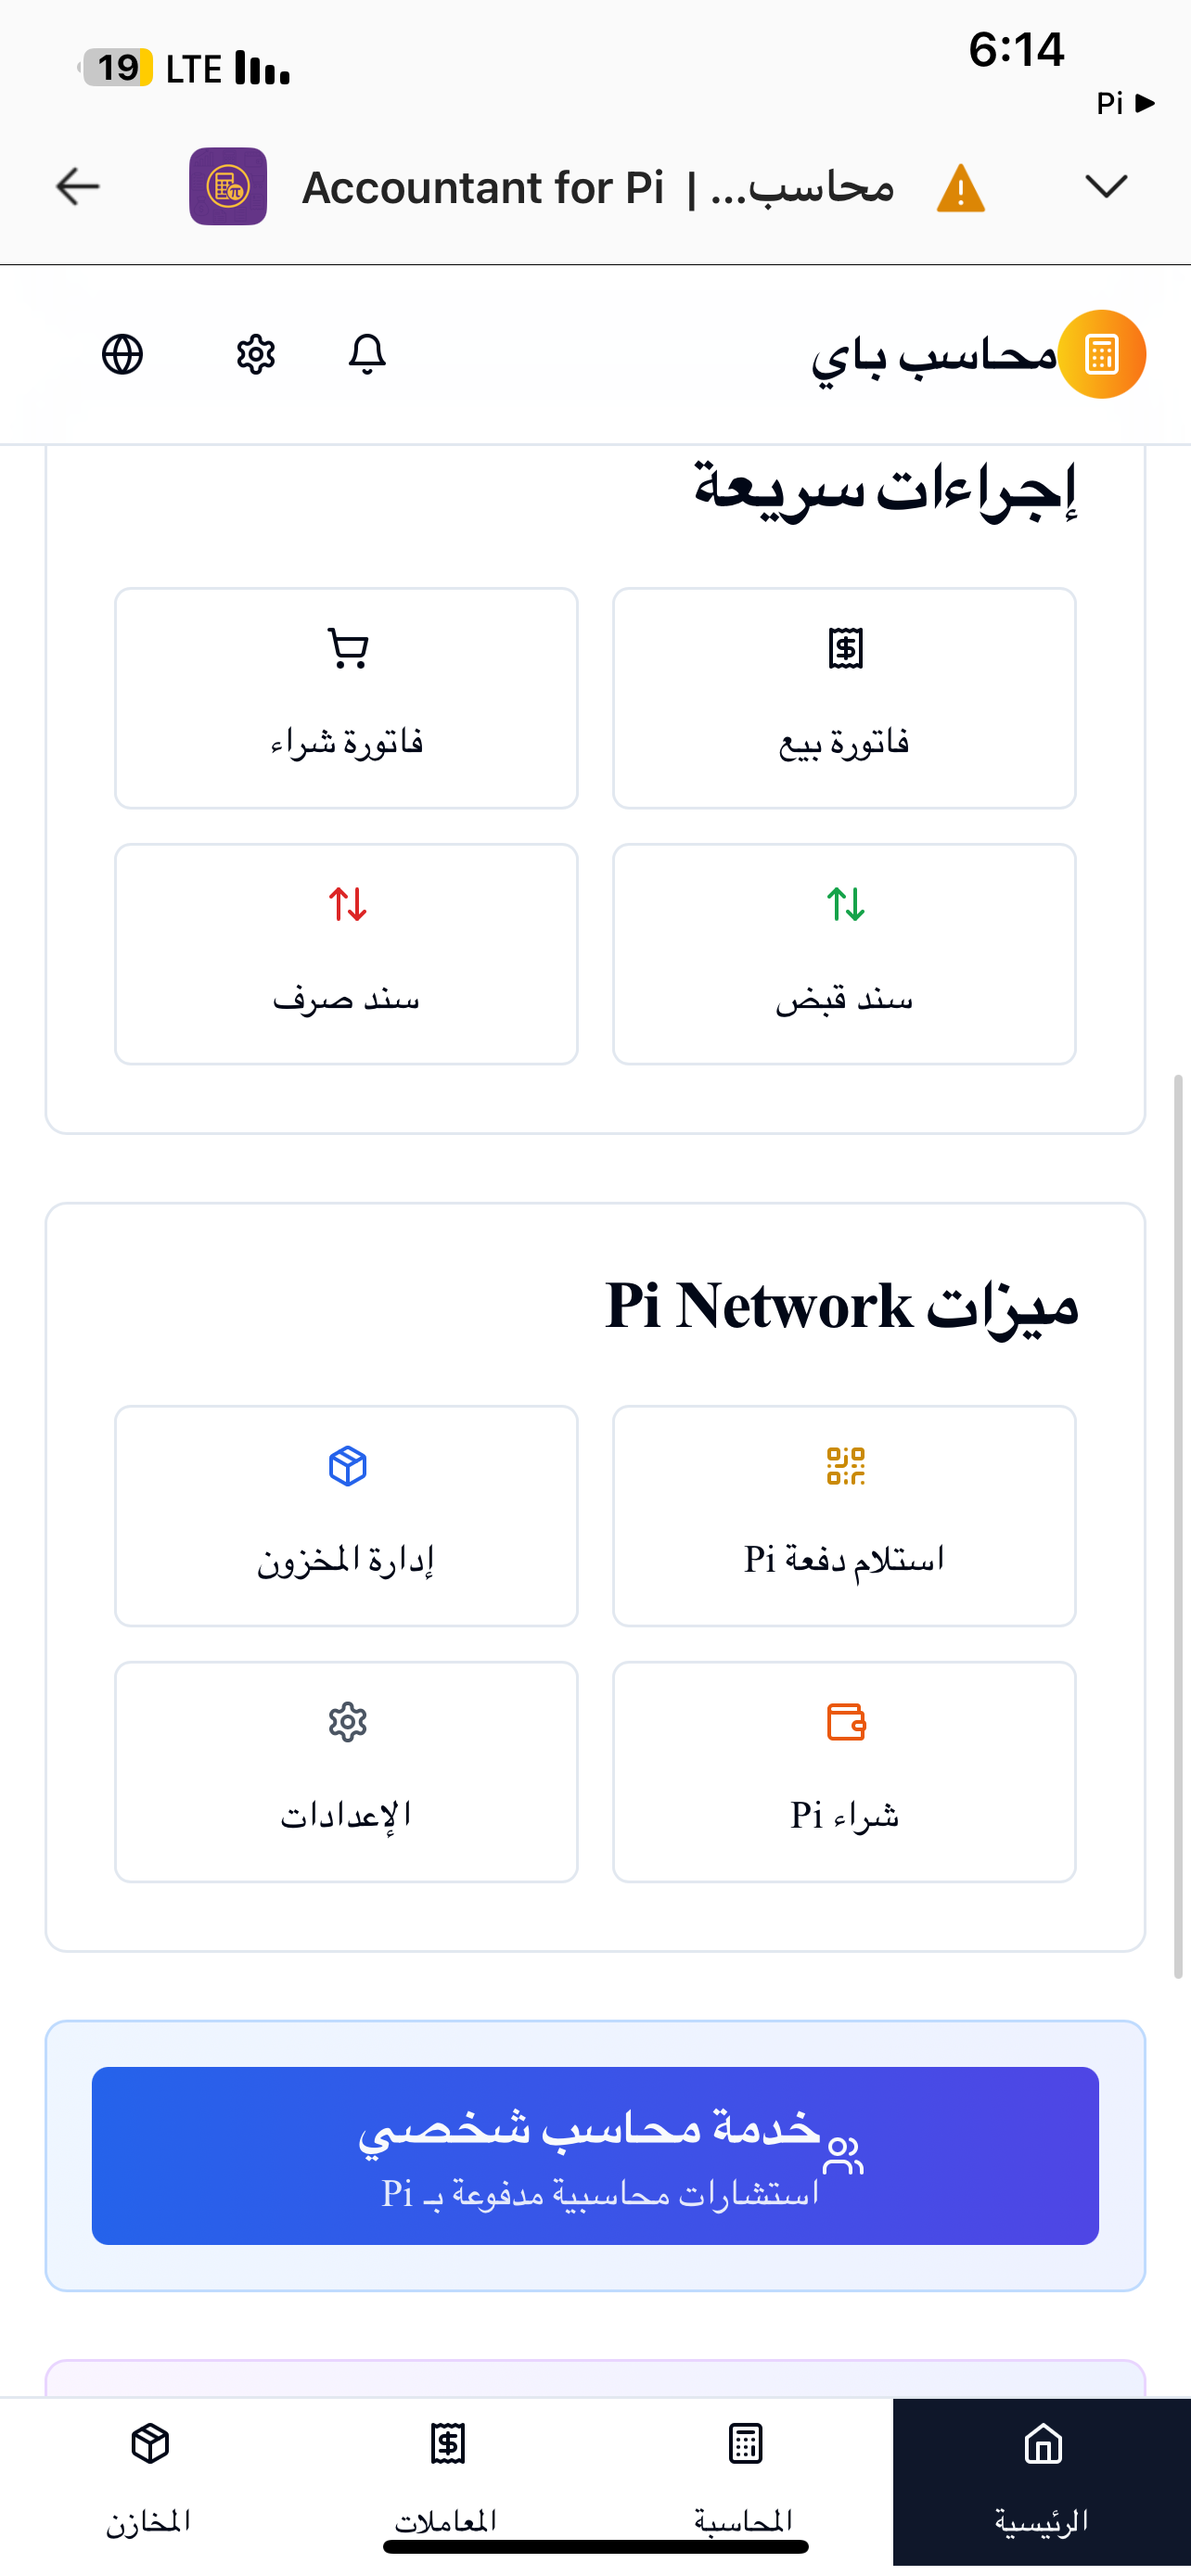 19 LTE
6:14
Pi
Accountant for Pi | محاسب...
محاسب باي
إجراءات سريعة
فاتورة بيع
فاتورة شراء
سند قبض
سند صرف
ميزات Pi Network
استلام دفعة Pi
إدارة المخزون
شراء Pi
الإعدادات
خدمة محاسب شخصي
استشارات محاسبية مدفوعة بـ Pi
الرئيسية
المحاسبة
المعاملات
المخازن